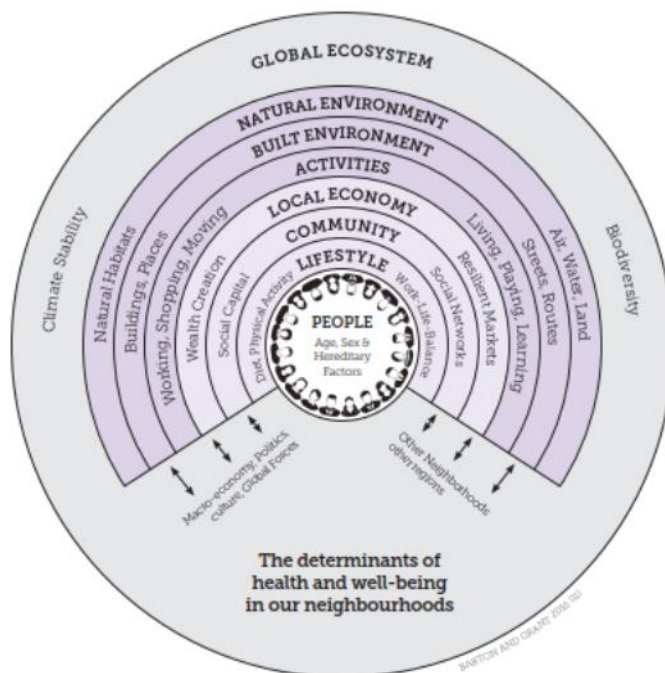 GLOBAL ECOSYSTEM
NATURAL ENVIRONMENT
BUILT ENVIRONMENT
ACTIVITIES
LOCAL ECONOMY
COMMUNITY
LIFESTYLE
Climate Stability
Natural Habitats
Buildings, Places
Working, Shopping, Moving
Wealth Creation
Social Capital
Diet, Physical Activity
PEOPLE
Age, Sex &
Hereditary
Factors
Work-Life-Balance
Social Networks
Resilient Markets
Living, Playing, Learning
Streets, Routes
Air, Water, Land
Biodiversity
Macro-economy, Politics,
culture, Global Forces
Other Neighborhoods
other regions
The determinants of
health and well-being
in our neighbourhoods
BARTON AND GRANT 2010